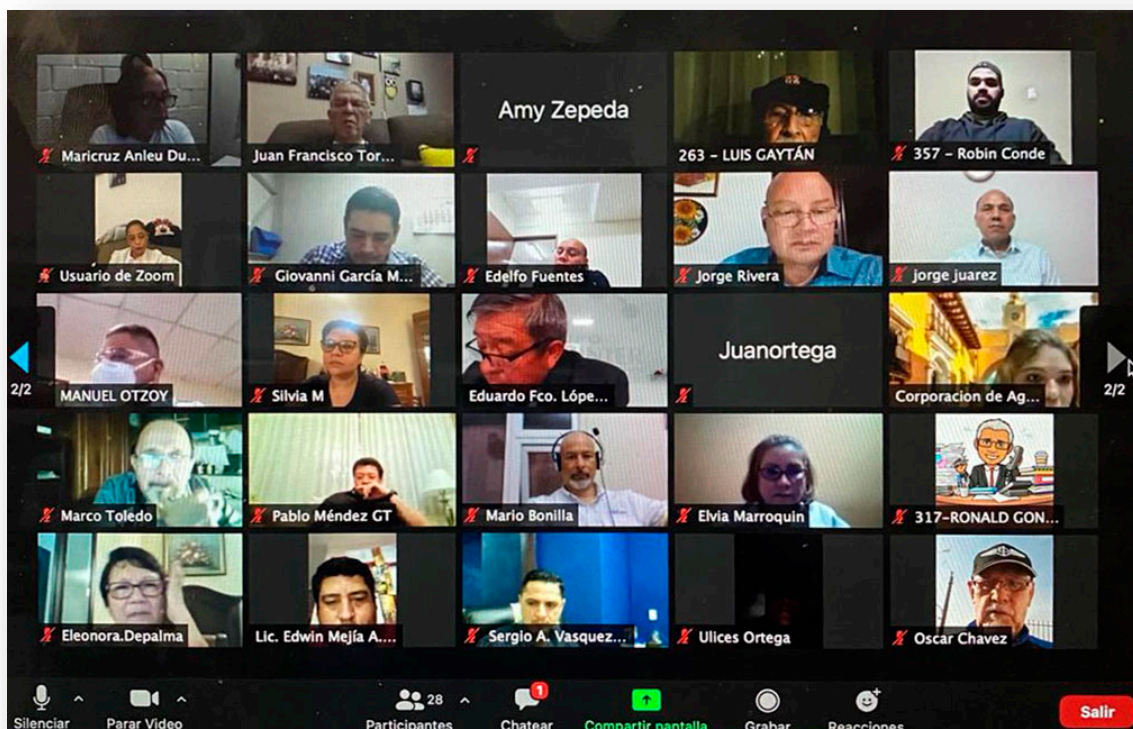 Amy Zepeda
Maricruz Anleu Du...
Juan Francisco Tor...
263 - LUIS GAYTÁN
357 - Robin Conde
Usuario de Zoom
Giovanni García M...
Edelfo Fuentes
Jorge Rivera
jorge juarez
Juanortega
2/2
2/2
MANUEL OTZOY
Silvia M
Eduardo Fco. Lópe...
Corporacion de Ag...
Marco Toledo
Pablo Méndez GT
Mario Bonilla
Elvia Marroquin
317-RONALD GON...
Eleonora.Depalma
Lic. Edwin Mejía A....
Sergio A. Vasquez...
Ulices Ortega
Oscar Chavez
28
1
Silenciar
Parar Video
Participantes
Chatear
Compartir pantalla
Grabar
Reacciones
Salir